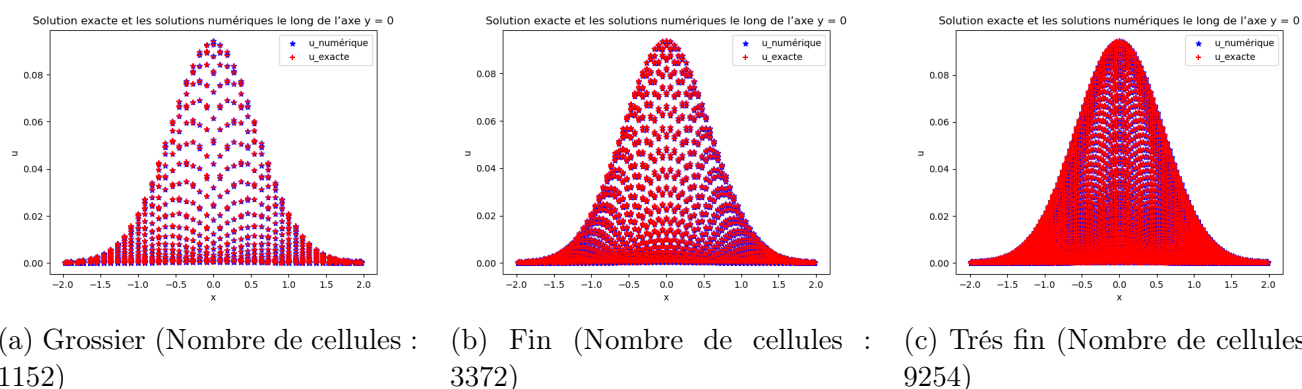 Solution exacte et les solutions numériques le long de l’axe y = 0
u_numérique
u_exacte
0.08
0.06
0.04
0.02
0.00
u
−2.0 −1.5 −1.0 −0.5 0.0 0.5 1.0 1.5 2.0
x
Solution exacte et les solutions numériques le long de l’axe y = 0
u_numérique
u_exacte
0.08
0.06
0.04
0.02
0.00
u
−2.0 −1.5 −1.0 −0.5 0.0 0.5 1.0 1.5 2.0
x
Solution exacte et les solutions numériques le long de l’axe y = 0
u_numérique
u_exacte
0.08
0.06
0.04
0.02
0.00
u
−2.0 −1.5 −1.0 −0.5 0.0 0.5 1.0 1.5 2.0
x
(a) Grossier (Nombre de cellules :
1152)
(b) Fin (Nombre de cellules :
3372)
(c) Trés fin (Nombre de cellules
9254)